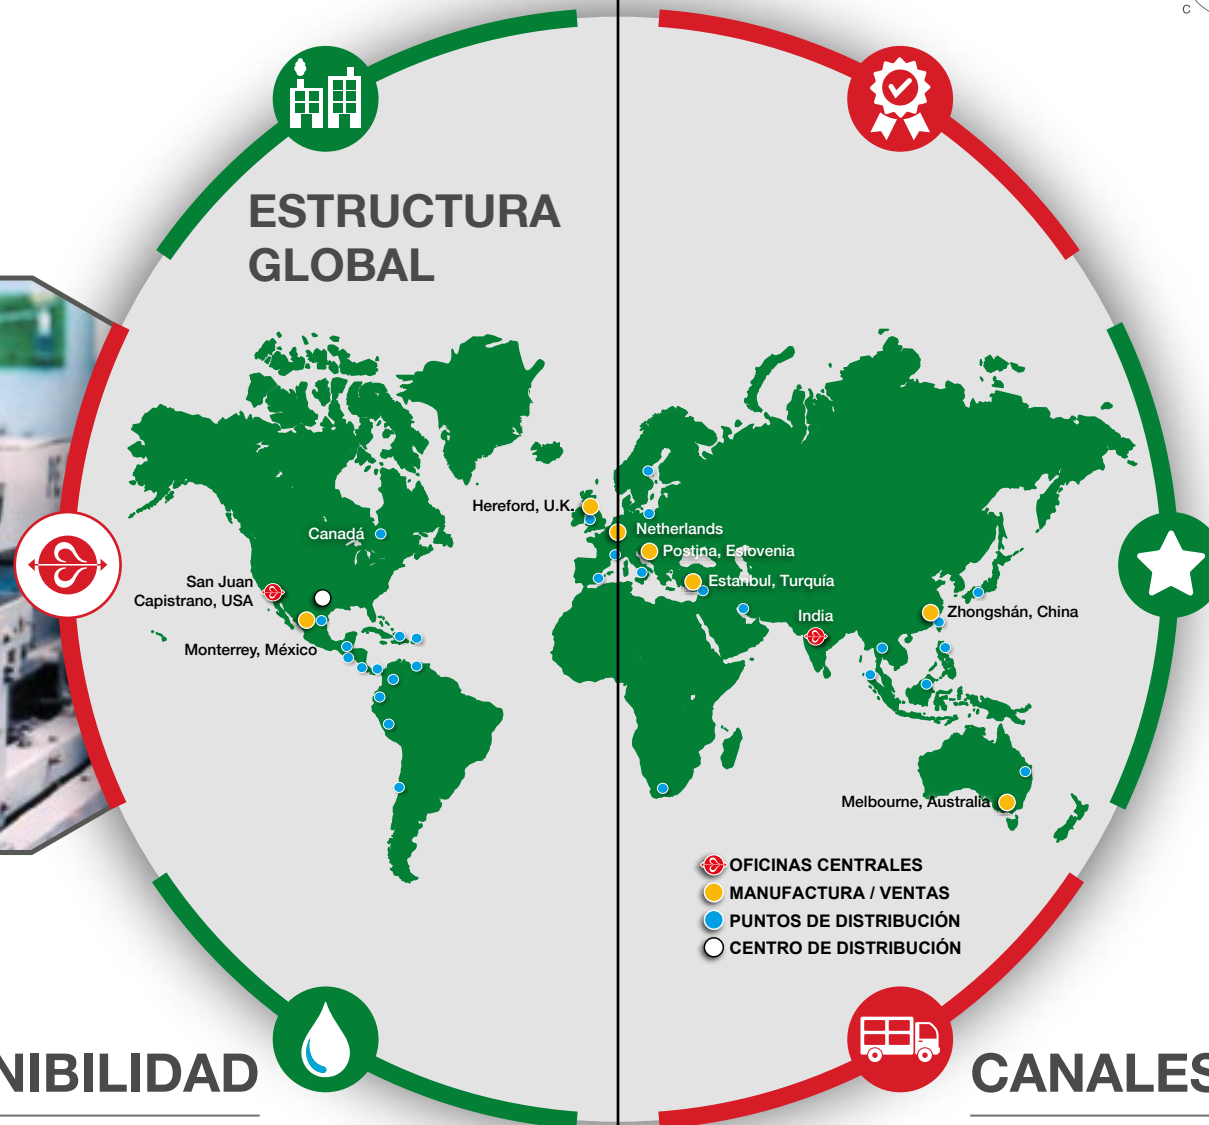 C
ESTRUCTURA
GLOBAL
Hereford, U.K.
Netherlands
Canadá
Postjna, Eslovenia
San Juan
Capistrano, USA
Estanbul, Turquía
India
Zhongshán, China
Monterrey, México
Melbourne, Australia
OFICINAS CENTRALES
MANUFACTURA / VENTAS
PUNTOS DE DISTRIBUCIÓN
CENTRO DE DISTRIBUCIÓN
NIBILIDAD
CANALES